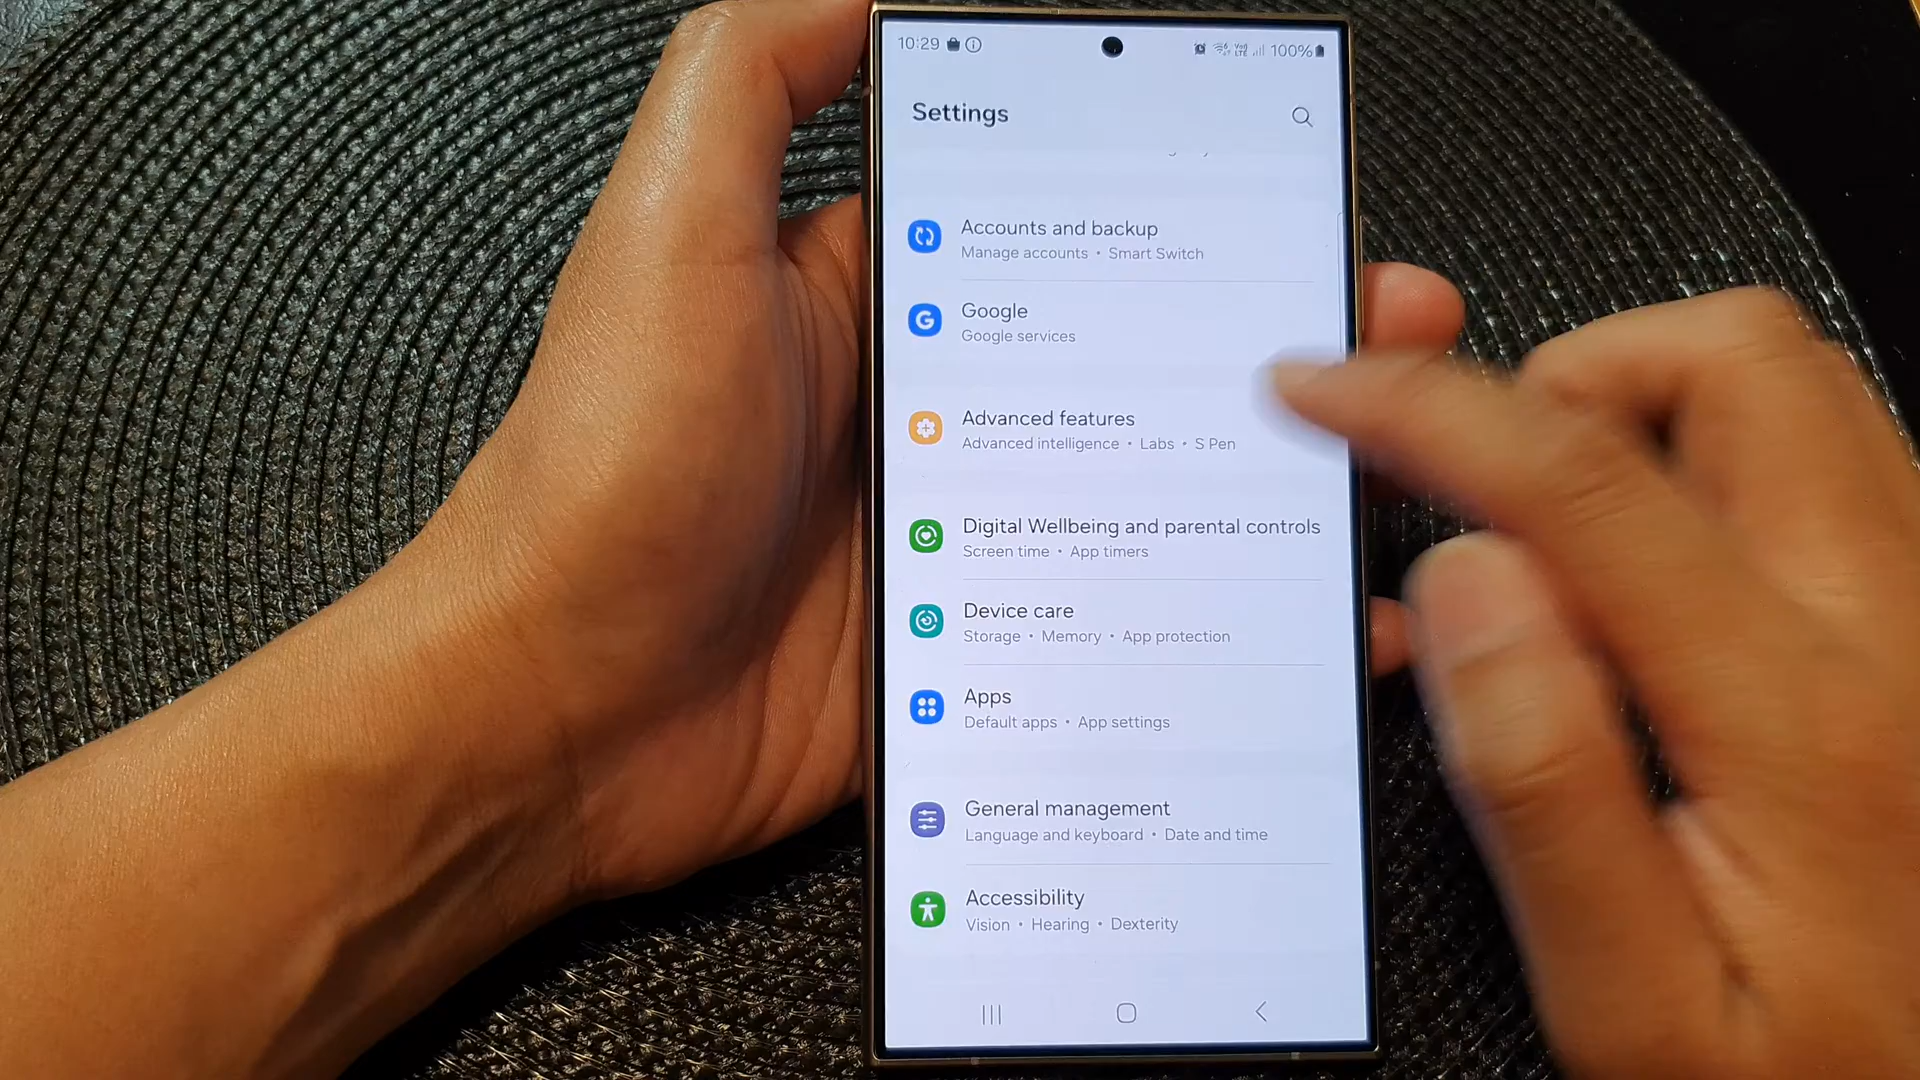 10:29 100%
Settings
Accounts and backup
Manage accounts • Smart Switch
Google
Google services
Advanced features
Advanced intelligence • Labs • S Pen
Digital Wellbeing and parental controls
Screen time • App timers
Device care
Storage • Memory • App protection
Apps
Default apps • App settings
General management
Language and keyboard • Date and time
Accessibility
Vision • Hearing • Dexterity